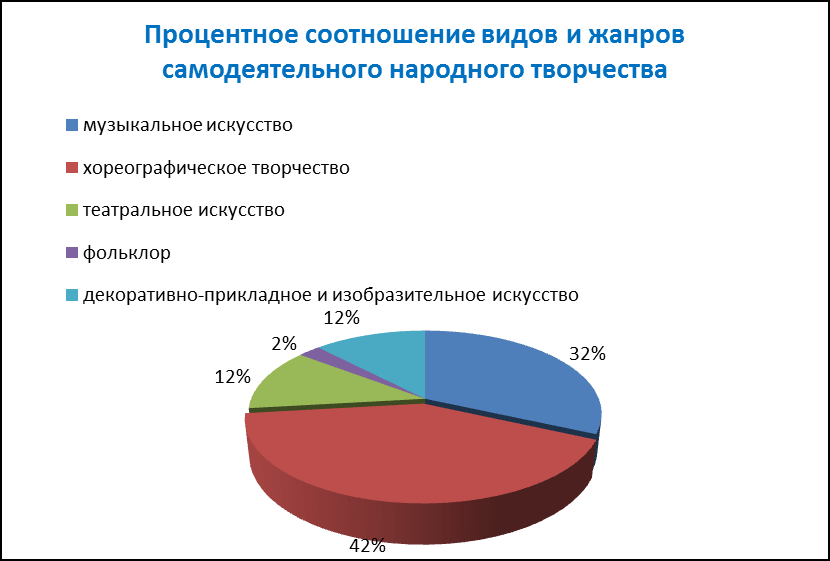 Процентное соотношение видов и жанров
самодеятельного народного творчества
музыкальное искусство
хореографическое творчество
театральное искусство
фольклор
декоративно-прикладное и изобразительное искусство
12%
32%
2%
12%
42%